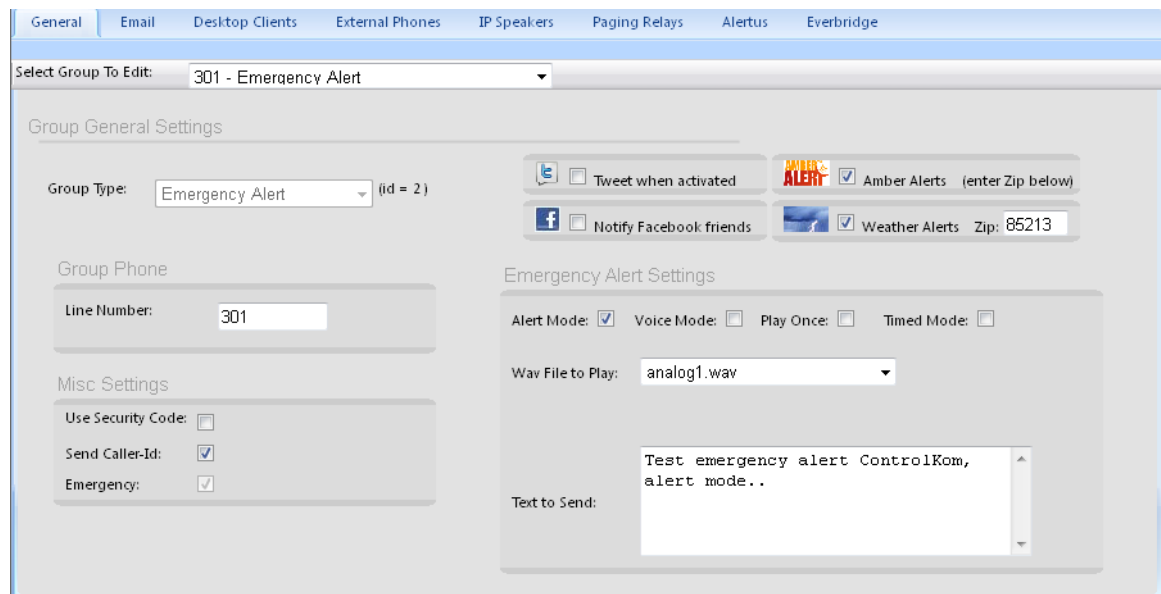 General Email Desktop Clients External Phones IP Speakers Paging Relays Alertus Everbridge
Select Group To Edit: 301 - Emergency Alert
Group General Settings
Group Type: Emergency Alert (id = 2 )
Tweet when activated
AMBER ALERT Amber Alerts (enter Zip below)
Notify Facebook friends
Weather Alerts Zip: 85213
Group Phone
Line Number: 301
Misc Settings
Use Security Code:
Send Caller-Id:
Emergency:
Emergency Alert Settings
Alert Mode: Voice Mode: Play Once: Timed Mode:
Wav File to Play: analog1.wav
Text to Send:
Test emergency alert ControlKom,
alert mode..